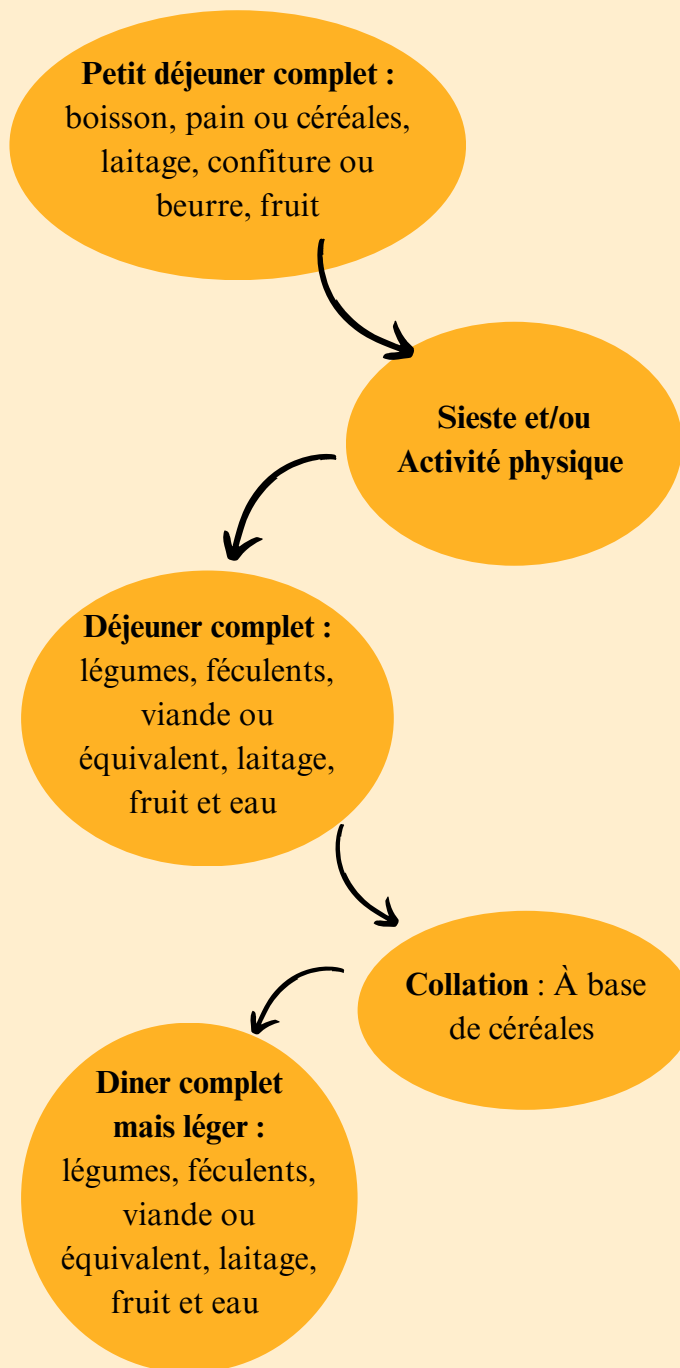 Petit déjeuner complet :
boisson, pain ou céréales,
laitage, confiture ou
beurre, fruit
Sieste et/ou
Activité physique
Déjeuner complet :
légumes, féculents,
viande ou
équivalent, laitage,
fruit et eau
Collation : À base
de céréales
Diner complet
mais léger :
légumes, féculents,
viande ou
équivalent, laitage,
fruit et eau